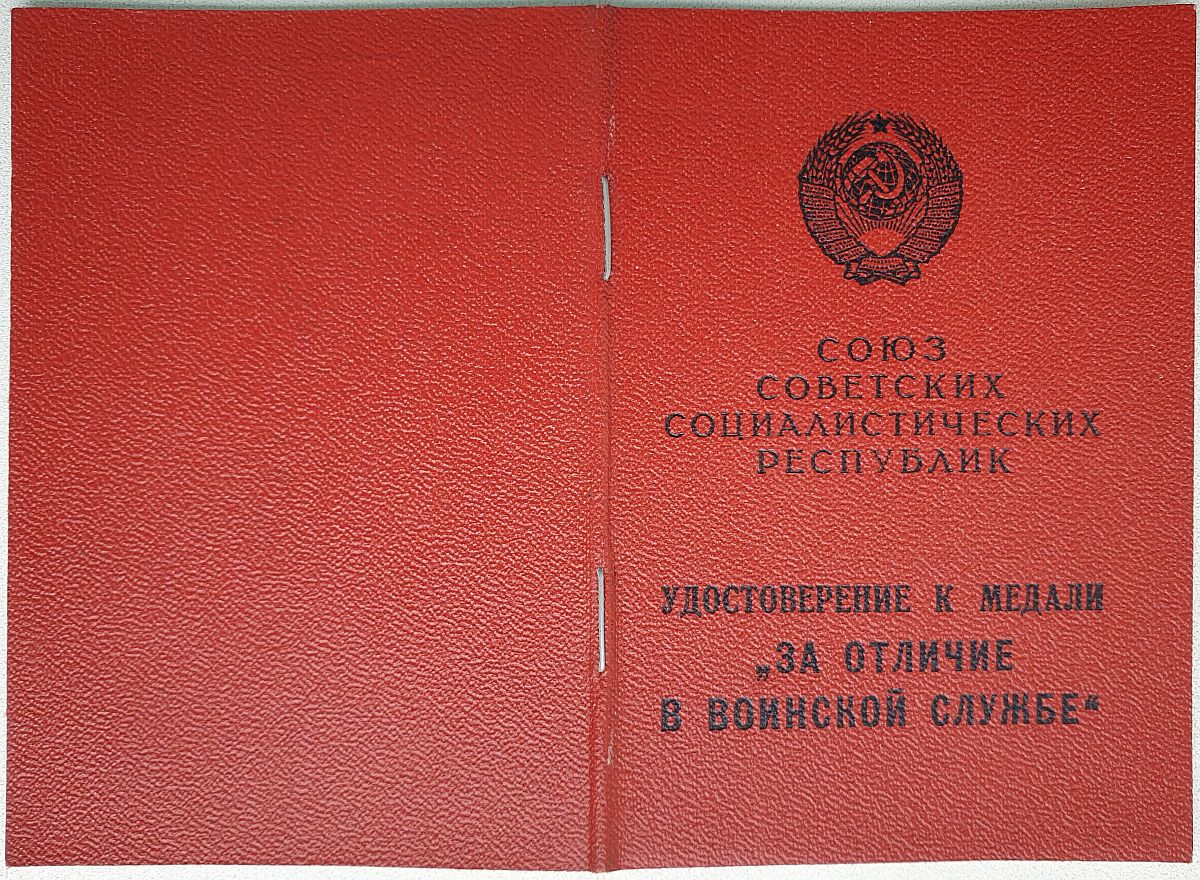 СОЮЗ
СОВЕТСКИХ
СОЦИАЛИСТИЧЕСКИХ
РЕСПУБЛИК
УДОСТОВЕРЕНИЕ К МЕДАЛИ
„ЗА ОТЛИЧИЕ
В ВОИНСКОЙ СЛУЖБЕ“